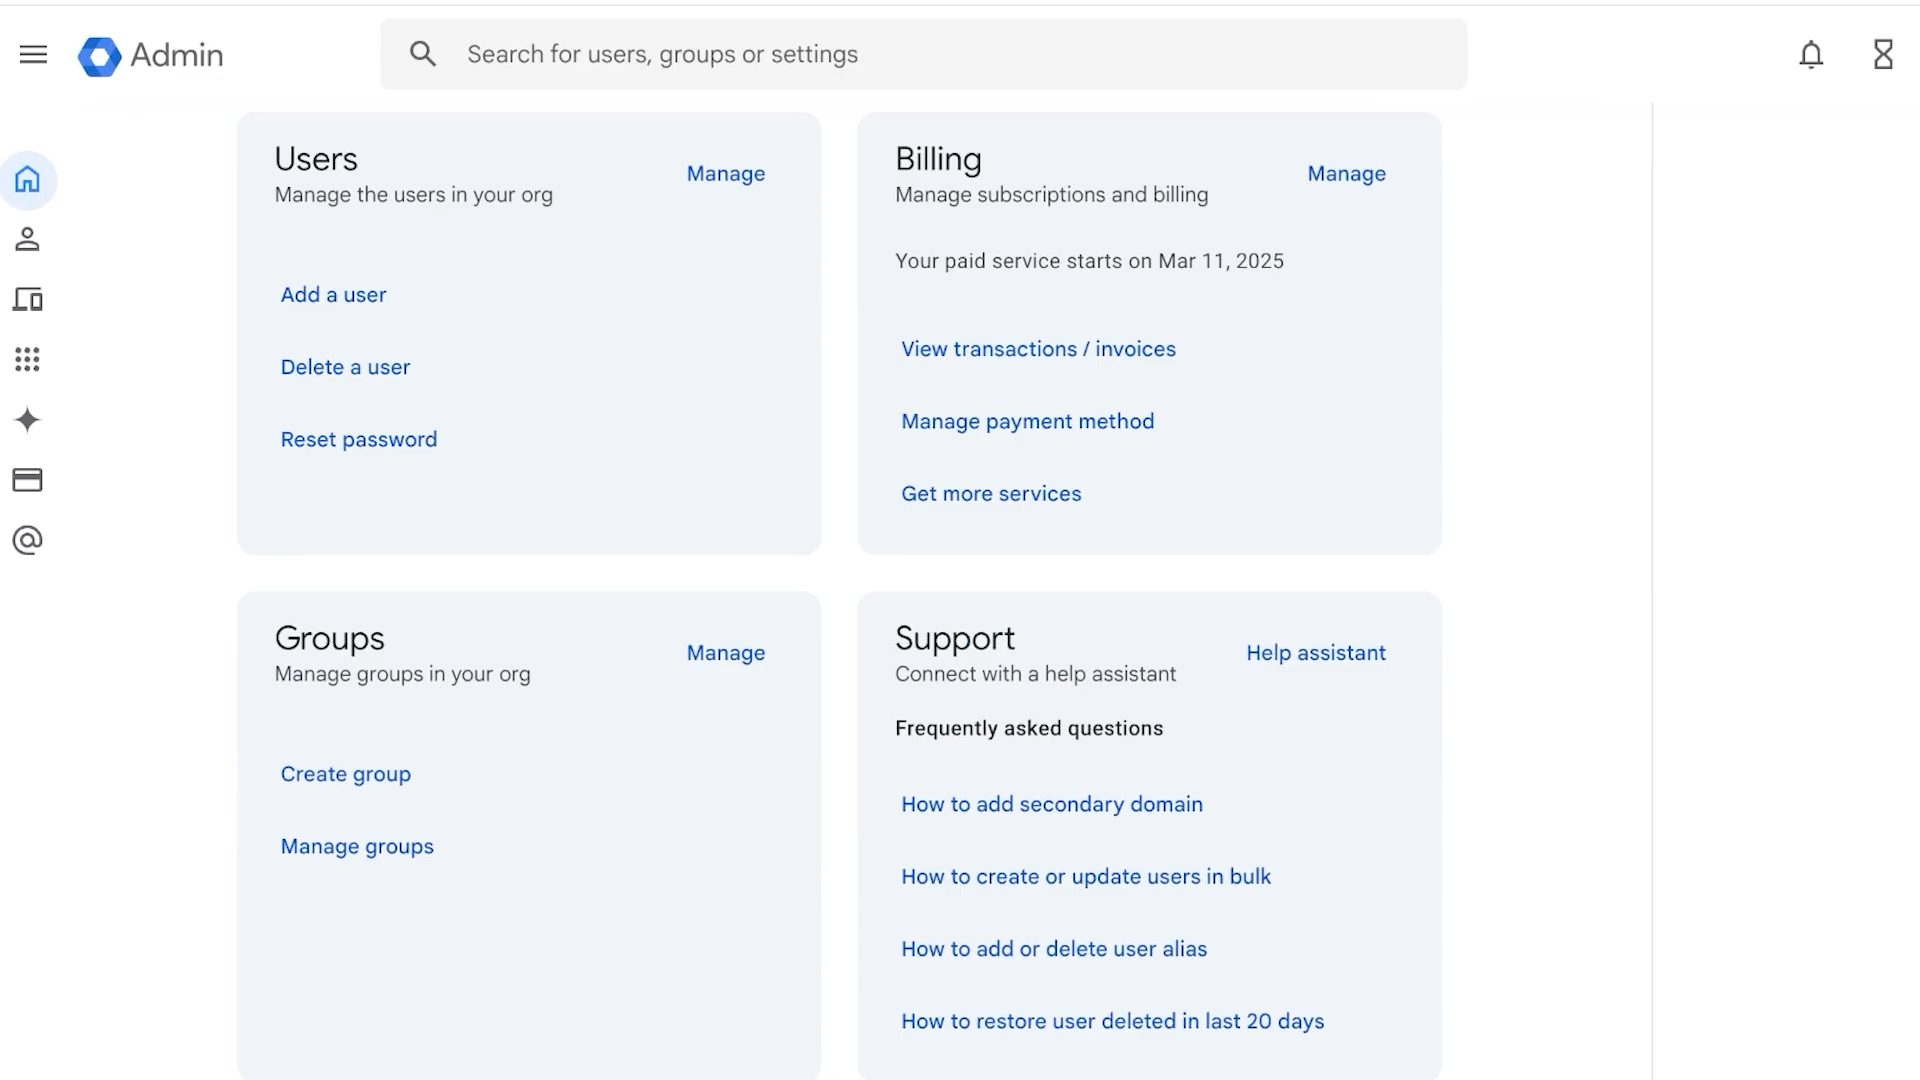 Admin
Search for users, groups or settings
Users
Manage the users in your org
Manage
Add a user
Delete a user
Reset password
Billing
Manage subscriptions and billing
Manage
Your paid service starts on Mar 11, 2025
View transactions / invoices
Manage payment method
Get more services
Groups
Manage groups in your org
Manage
Create group
Manage groups
Support
Connect with a help assistant
Help assistant
Frequently asked questions
How to add secondary domain
How to create or update users in bulk
How to add or delete user alias
How to restore user deleted in last 20 days